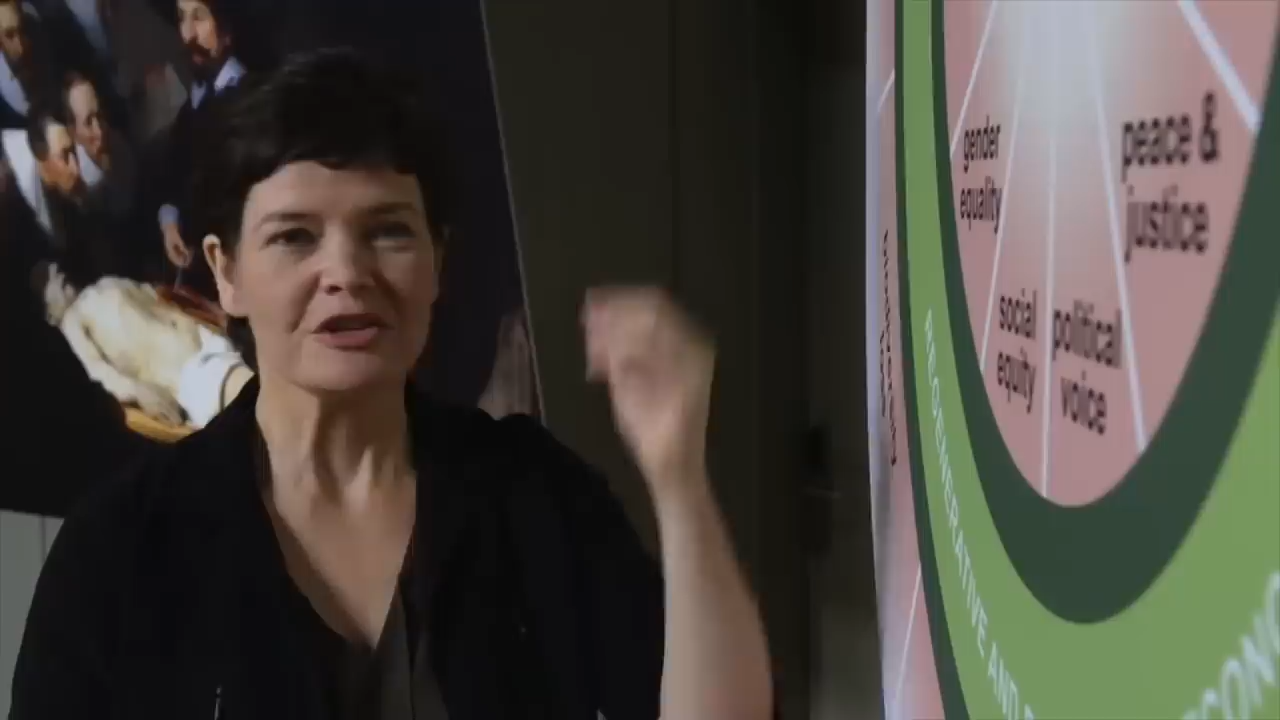 gender
equality
peace &
justice
social
equity
political
voice
REGENERATIVE AND